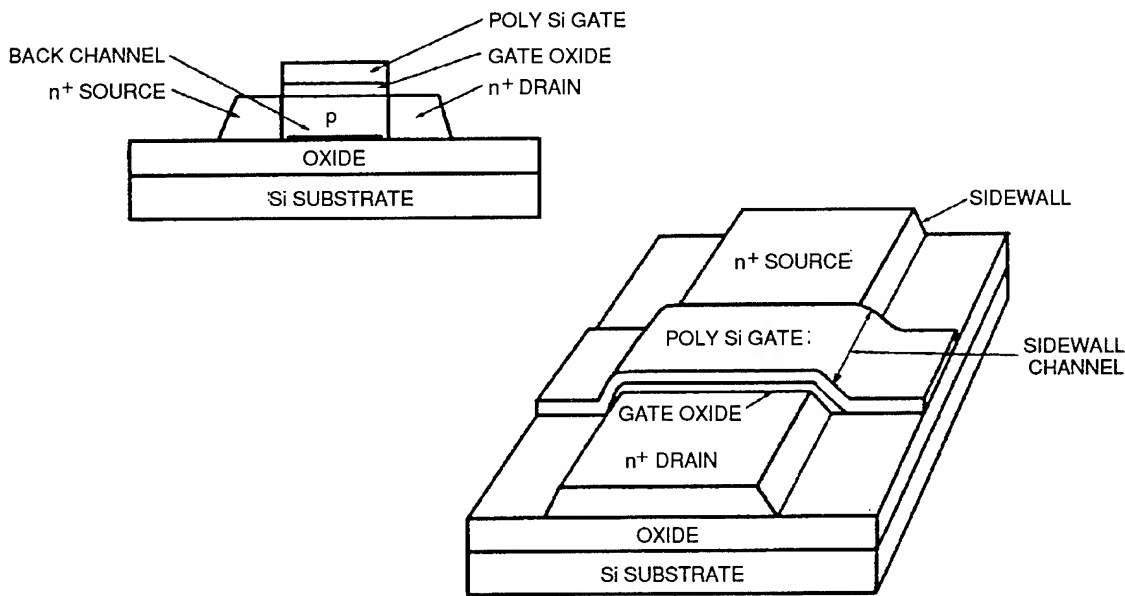 POLY Si GATE
BACK CHANNEL
GATE OXIDE
n+ SOURCE
n+ DRAIN
p
OXIDE
Si SUBSTRATE
SIDEWALL
n+ SOURCE
POLY Si GATE
SIDEWALL
CHANNEL
GATE OXIDE
n+ DRAIN
OXIDE
Si SUBSTRATE